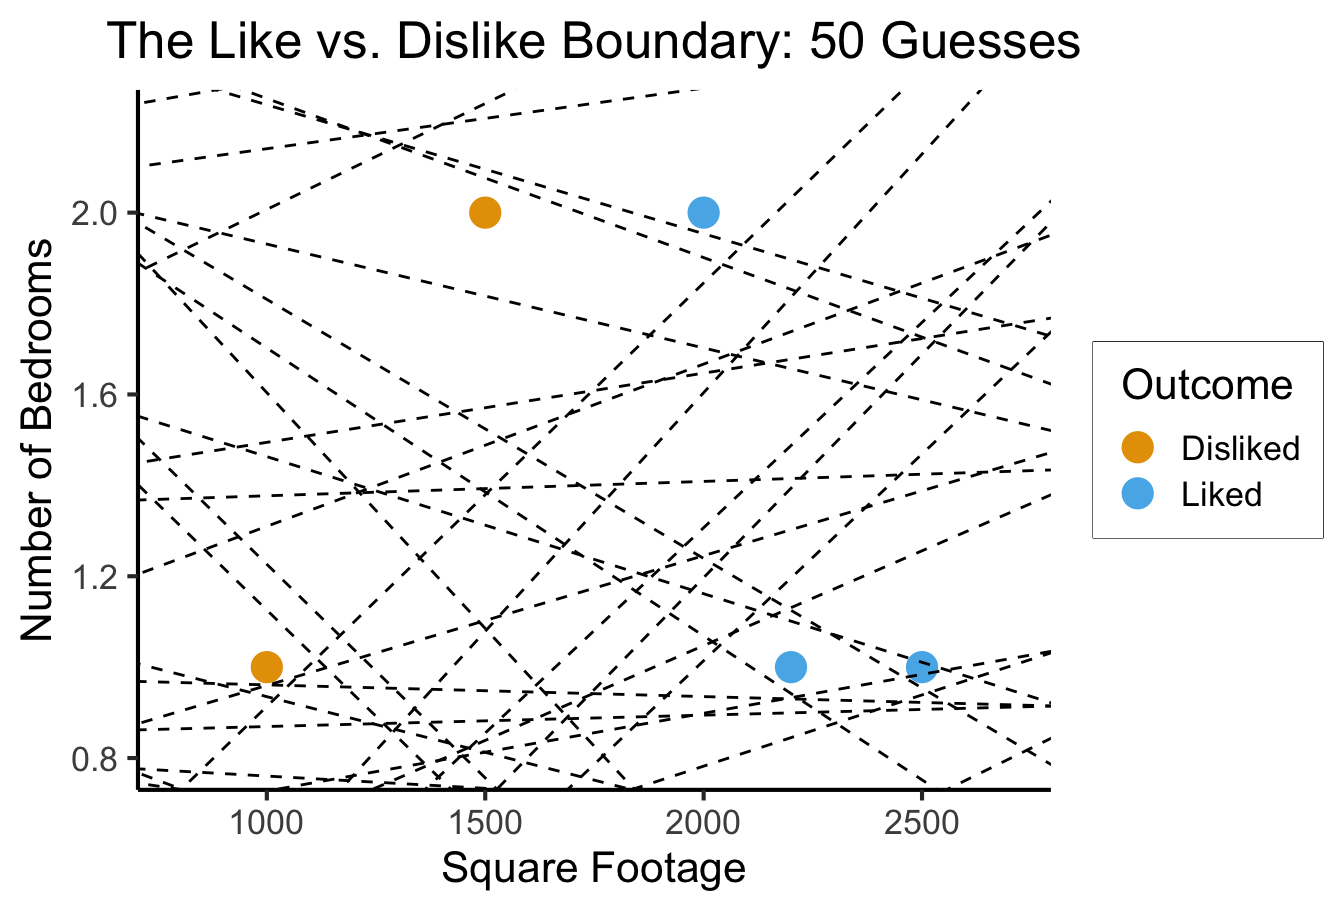 The Like vs. Dislike Boundary: 50 Guesses
Number of Bedrooms
2.0
1.6
1.2
0.8
1000 1500 2000 2500
Square Footage
Outcome
Disliked
Liked